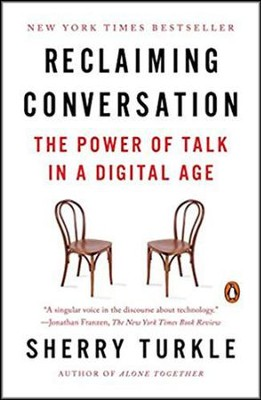 NEW YORK TIMES BESTSELLER
RECLAIMING
CONVERSATION
THE POWER OF TALK
IN A DIGITAL AGE
"A singular voice in the discourse about technology."
—Jonathan Franzen, The New York Times Book Review
SHERRY TURKLE
AUTHOR OF ALONE TOGETHER